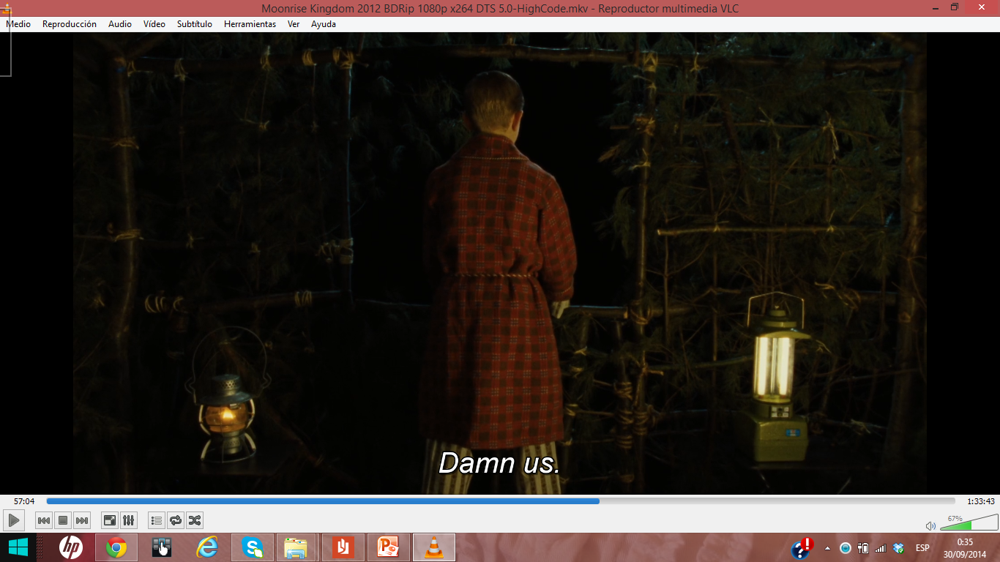 Moonrise Kingdom 2012 BDRip 1080p x264 DTS 5.0-HighCode.mkv - Reproductor multimedia VLC
Medio Reproducción Audio Vídeo Subtítulo Herramientas Ver Ayuda
Damn us.
57:04 1:33:43
67%
hp
ESP
0:35
30/09/2014